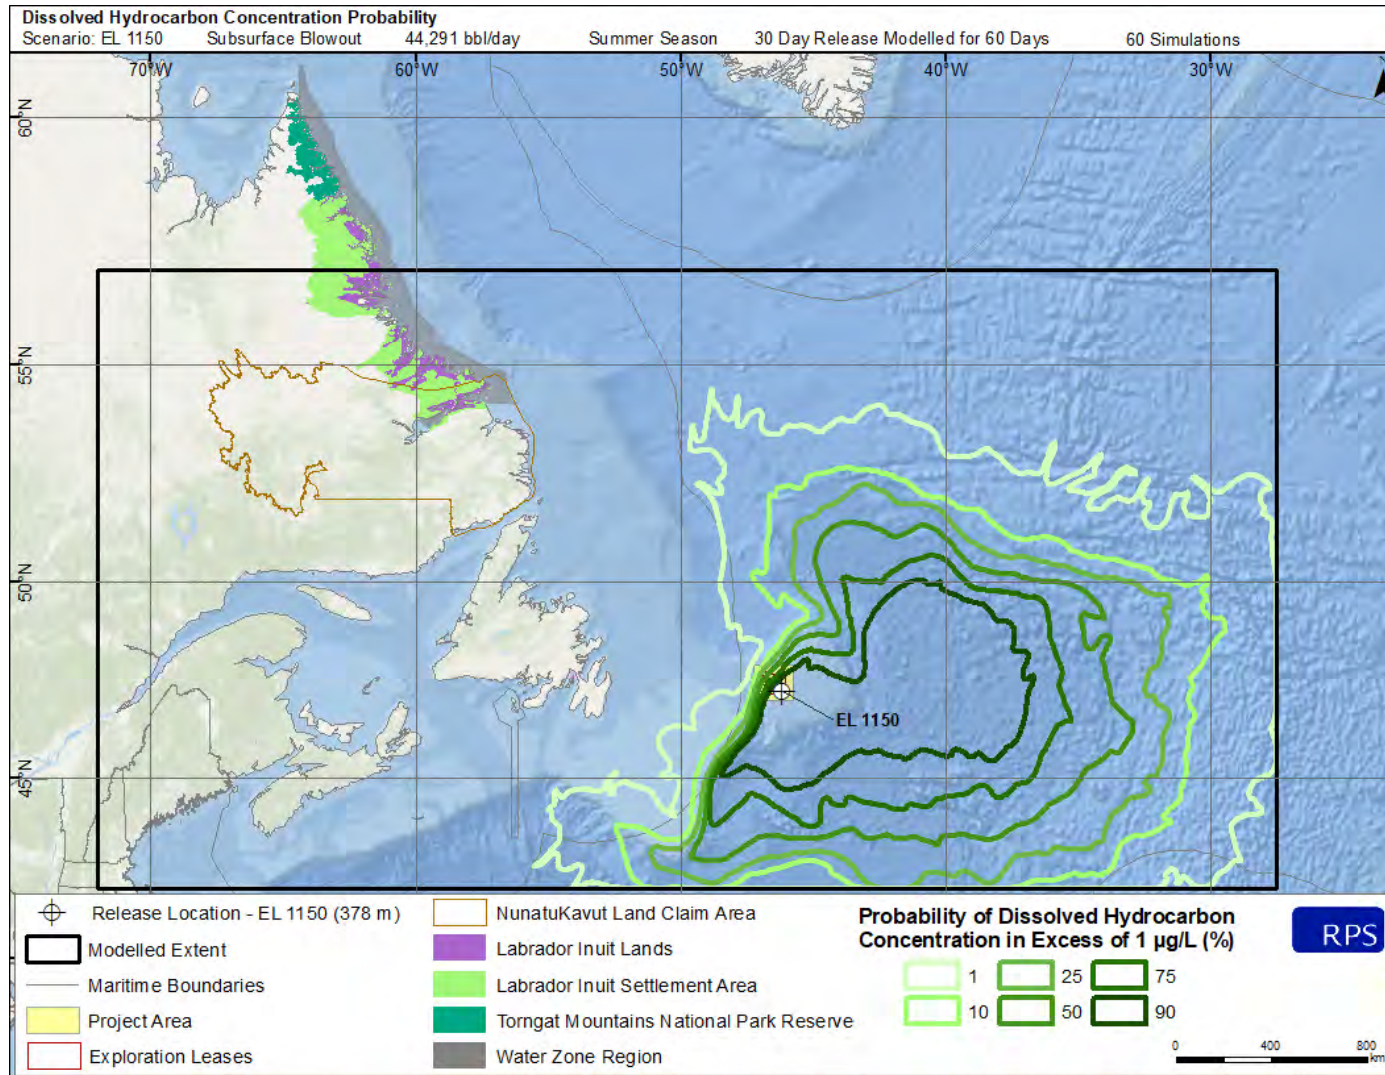 Dissolved Hydrocarbon Concentration Probability
Scenario: EL 1150 Subsurface Blowout 44,291 bbl/day Summer Season 30 Day Release Modelled for 60 Days 60 Simulations
70°W 60°W 50°W 40°W 30°W
60°N
55°N
50°N
EL 1150
45°N
Release Location - EL 1150 (378 m)
Modelled Extent
Maritime Boundaries
Project Area
Exploration Leases
NunatuKavut Land Claim Area
Labrador Inuit Lands
Labrador Inuit Settlement Area
Torngat Mountains National Park Reserve
Water Zone Region
Probability of Dissolved Hydrocarbon
Concentration in Excess of 1 µg/L (%)
1 25 75
10 50 90
RPS
0 400 800
km